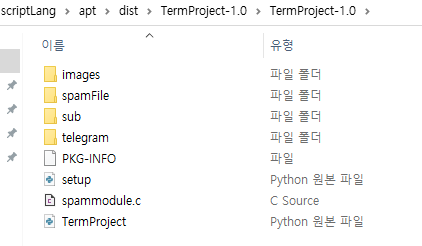 scriptLang > apt > dist > TermProject-1.0 > TermProject-1.0 >
이름 유형
images 파일 폴더
spamFile 파일 폴더
sub 파일 폴더
telegram 파일 폴더
PKG-INFO 파일
setup Python 원본 파일
spammodule.c C Source
TermProject Python 원본 파일